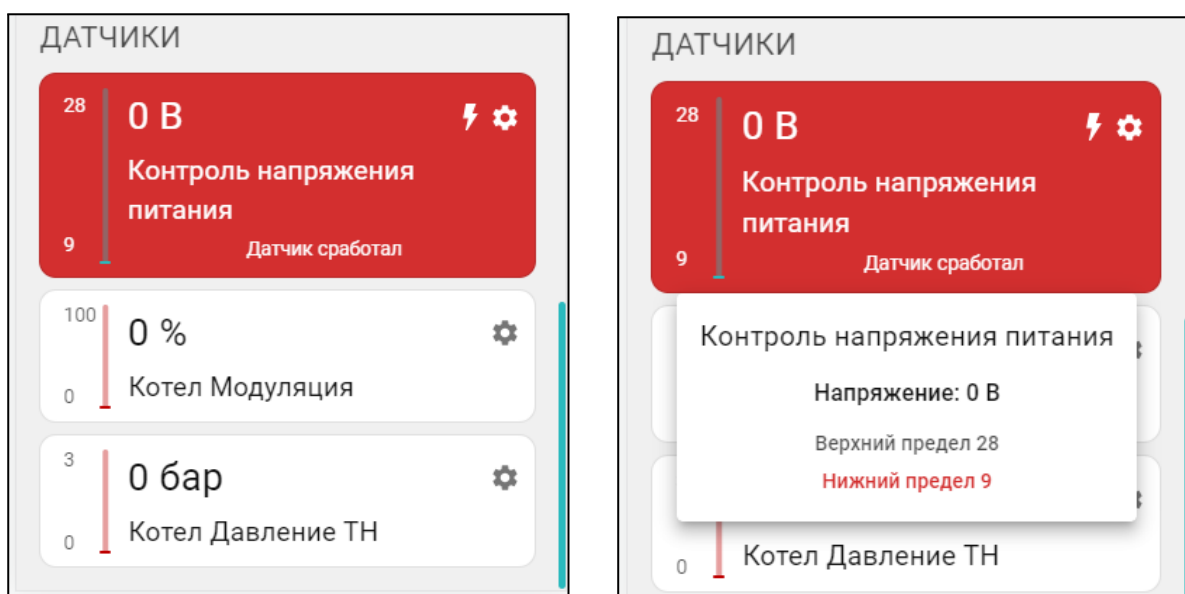 ДАТЧИКИ
28
0 В
Контроль напряжения
питания
9
Датчик сработал
100
0 %
0
Котел Модуляция
3
0 бар
Котел Давление ТН
0
ДАТЧИКИ
28
0 В
Контроль напряжения
питания
9
Датчик сработал
Контроль напряжения питания
Напряжение: 0 В
Верхний предел 28
Нижний предел 9
Котел Давление ТН
0